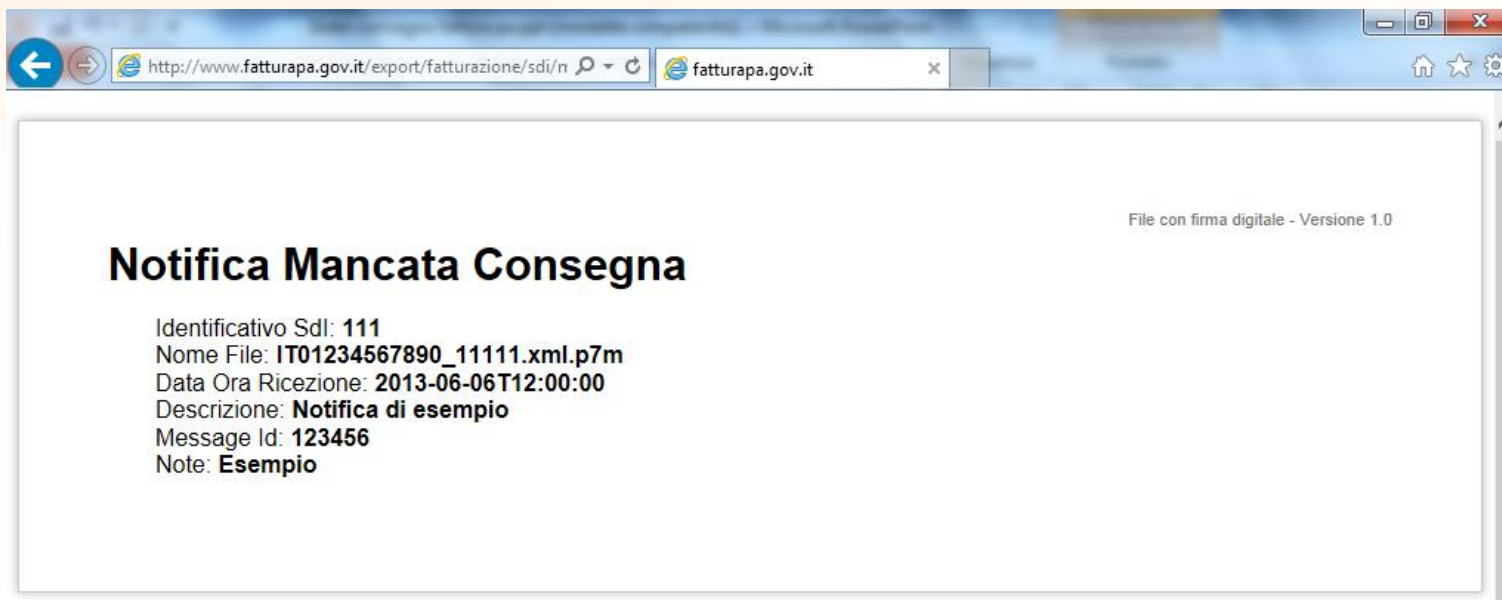 http://www.fatturapa.gov.it/export/fatturazione/sdi/n
fatturapa.gov.it
File con firma digitale - Versione 1.0
Notifica Mancata Consegna
Identificativo SdI: 111
Nome File: IT01234567890_11111.xml.p7m
Data Ora Ricezione: 2013-06-06T12:00:00
Descrizione: Notifica di esempio
Message Id: 123456
Note: Esempio